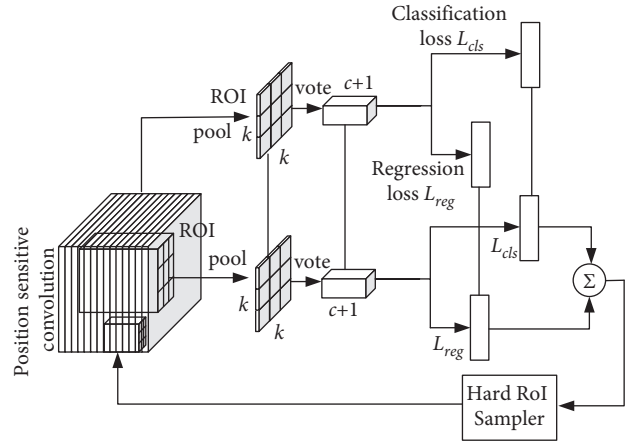 Classification
loss L_cls
c+1
ROI
vote
pool
k
k
Regression
loss L_reg
ROI
Position sensitive
convolution
pool
vote
k
k
c+1
L_cls
Σ
L_reg
Hard RoI
Sampler